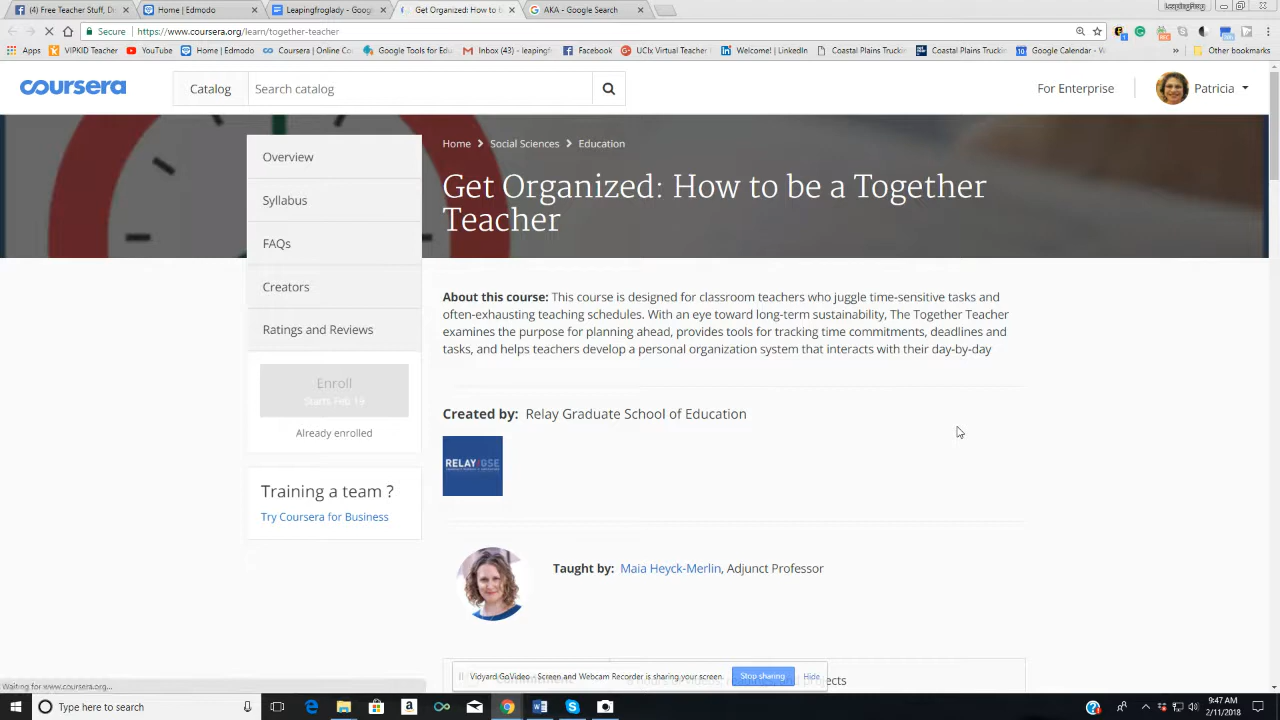 (4) Free Teacher Stuff, D
Home | Edmodo
Leapingfroglady - Googl
Get Organized: How to b
AKA - Google Search
Secure
https://www.coursera.org/learn/together-teacher
Apps
VIPKID Teacher
YouTube
Home | Edmodo
Coursera | Online Co
Google Tools for Edu
Inbox (43) - leapingf
Facebook
UCIx Virtual Teacher
Welcome! | LinkedIn
Coastal Plains Truckin
Coastal Plains Truckin
Google Calendar - W
»
Other bookmarks
coursera
Catalog
Search catalog
For Enterprise
Patricia
Home > Social Sciences > Education
Get Organized: How to be a Together
Teacher
Overview
Syllabus
FAQs
Creators
Ratings and Reviews
Enroll
Starts Feb 19
Already enrolled
Training a team ?
Try Coursera for Business
About this course: This course is designed for classroom teachers who juggle time-sensitive tasks and
often-exhausting teaching schedules. With an eye toward long-term sustainability, The Together Teacher
examines the purpose for planning ahead, provides tools for tracking time commitments, deadlines and
tasks, and helps teachers develop a personal organization system that interacts with their day-by-day
Created by: Relay Graduate School of Education
RELAY/GSE
Taught by: Maia Heyck-Merlin, Adjunct Professor
Vidyard GoVideo - Screen and Webcam Recorder is sharing your screen.
Stop sharing
Hide
Waiting for www.coursera.org...
Type here to search
9:47 AM
2/11/2018